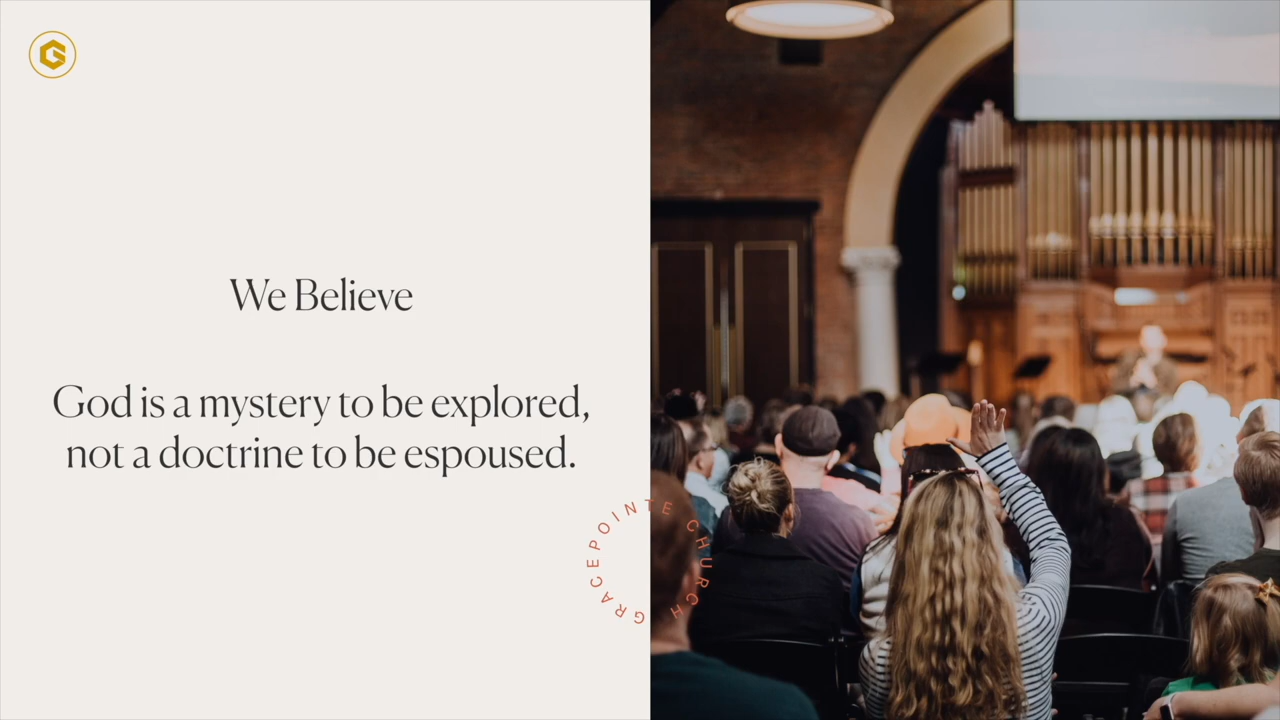 We Believe
God is a mystery to be explored,
not a doctrine to be espoused.
GRACEPOINTE CHURCH